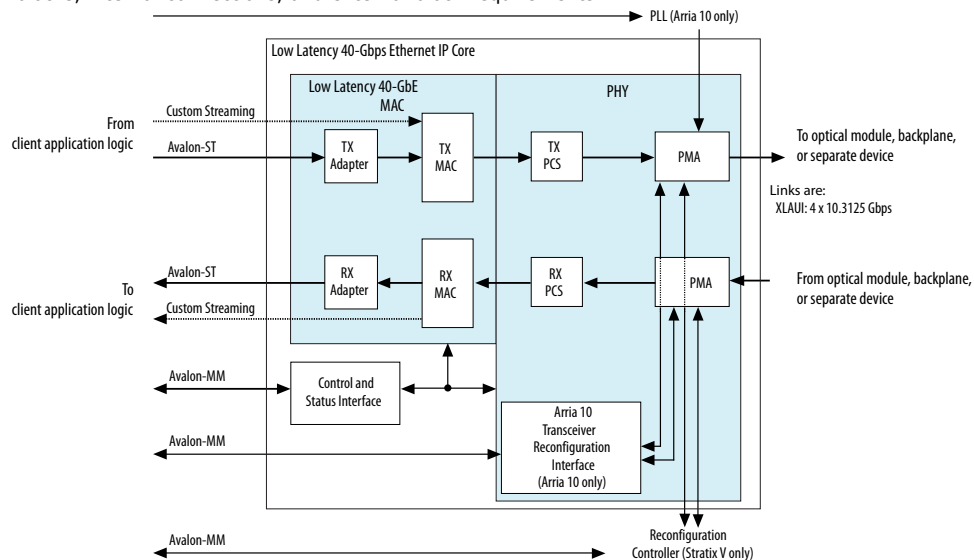 PLL (Arria 10 only)
Low Latency 40-Gbps Ethernet IP Core
Low Latency 40-GbE
MAC
PHY
From
client application logic
Custom Streaming
Avalon-ST
TX
Adapter
TX
MAC
TX
PCS
PMA
To optical module, backplane,
or separate device
Links are:
XLAUI: 4 x 10.3125 Gbps
To
client application logic
Avalon-ST
Custom Streaming
RX
Adapter
RX
MAC
RX
PCS
PMA
From optical module, backplane,
or separate device
Avalon-MM
Control and
Status Interface
Avalon-MM
Arria 10
Transceiver
Reconfiguration
Interface
(Arria 10 only)
Avalon-MM
Reconfiguration
Controller (Stratix V only)